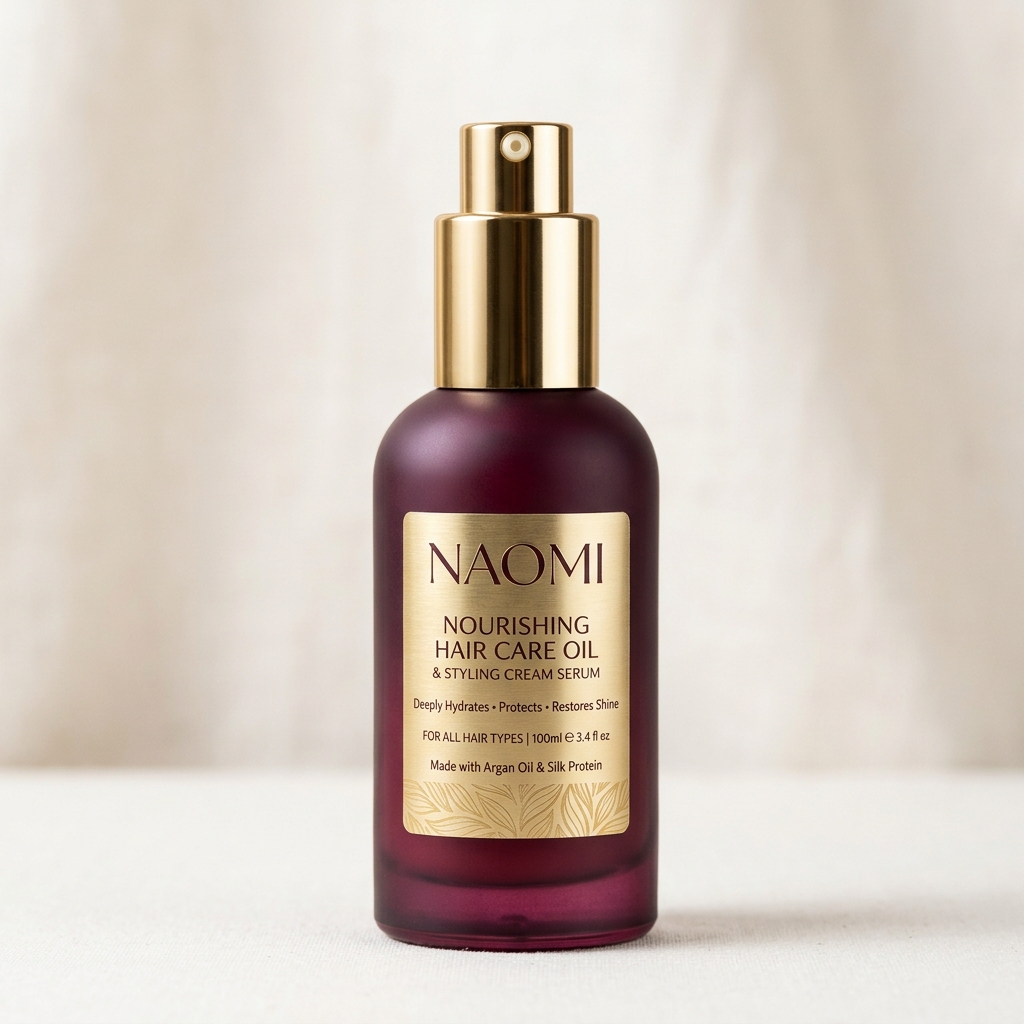 NAOMI
NOURISHING
HAIR CARE OIL
& STYLING CREAM SERUM
Deeply Hydrates • Protects • Restores Shine
FOR ALL HAIR TYPES | 100ml ℮ 3.4 fl ez
Made with Argan Oil & Silk Protein